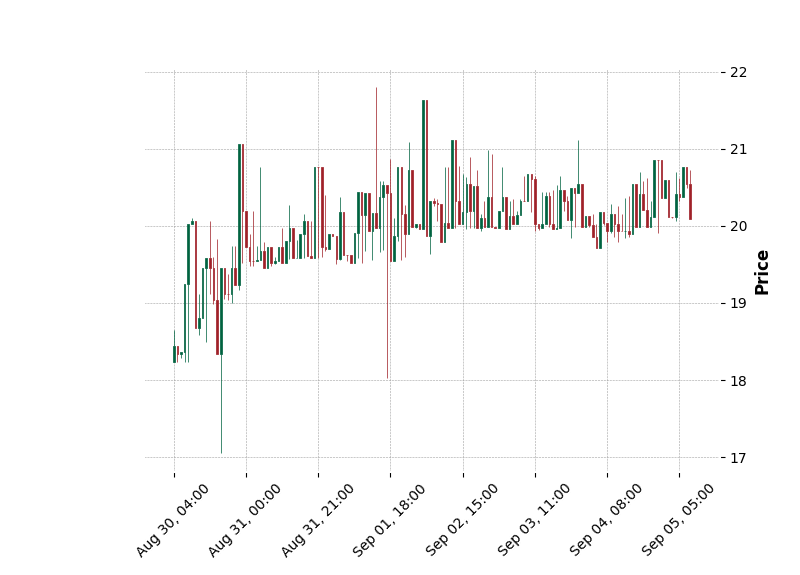 22
21
20
19
18
17
Price
Aug 30, 04:00
Aug 31, 00:00
Aug 31, 21:00
Sep 01, 18:00
Sep 02, 15:00
Sep 03, 11:00
Sep 04, 08:00
Sep 05, 05:00